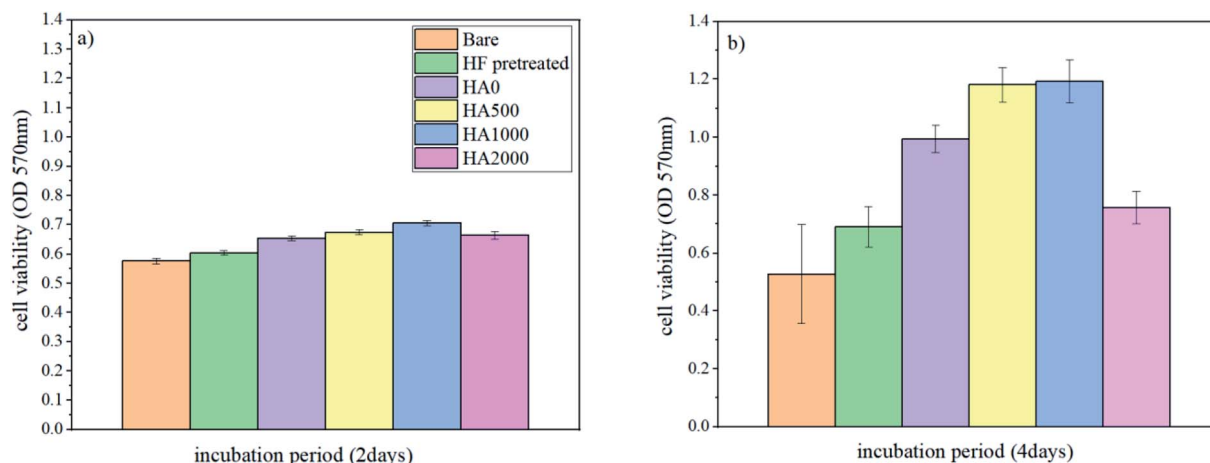 a)
cell viability (OD 570nm)
1.4
1.3
1.2
1.1
1.0
0.9
0.8
0.7
0.6
0.5
0.4
0.3
0.2
0.1
0.0
Bare
HF pretreated
HA0
HA500
HA1000
HA2000
incubation period (2days)
b)
cell viability (OD 570nm)
1.4
1.2
1.0
0.8
0.6
0.4
0.2
0.0
incubation period (4days)